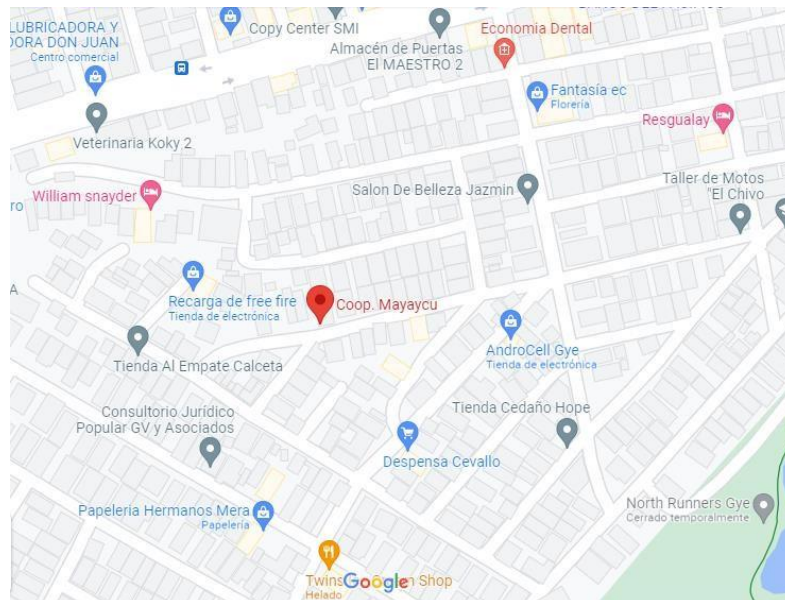 LUBRICADORA Y
DORA DON JUAN
Centro comercial
Copy Center SMI
Almacén de Puertas
El MAESTRO 2
Economia Dental
Fantasía ec
Florería
Resgualay
Veterinaria Koky 2
William snayder
ro
Salon De Belleza Jazmin
Taller de Motos
"El Chivo
A
Recarga de free fire
Tienda de electrónica
Coop. Mayaycu
AndroCell Gye
Tienda de electrónica
Tienda Al Empate Calceta
Consultorio Jurídico
Popular GV y Asociados
Tienda Cedaño Hope
Despensa Cevallo
Papeleria Hermanos Mera
Papelería
North Runners Gye
Cerrado temporalmente
Twins
Google
n Shop
Helado